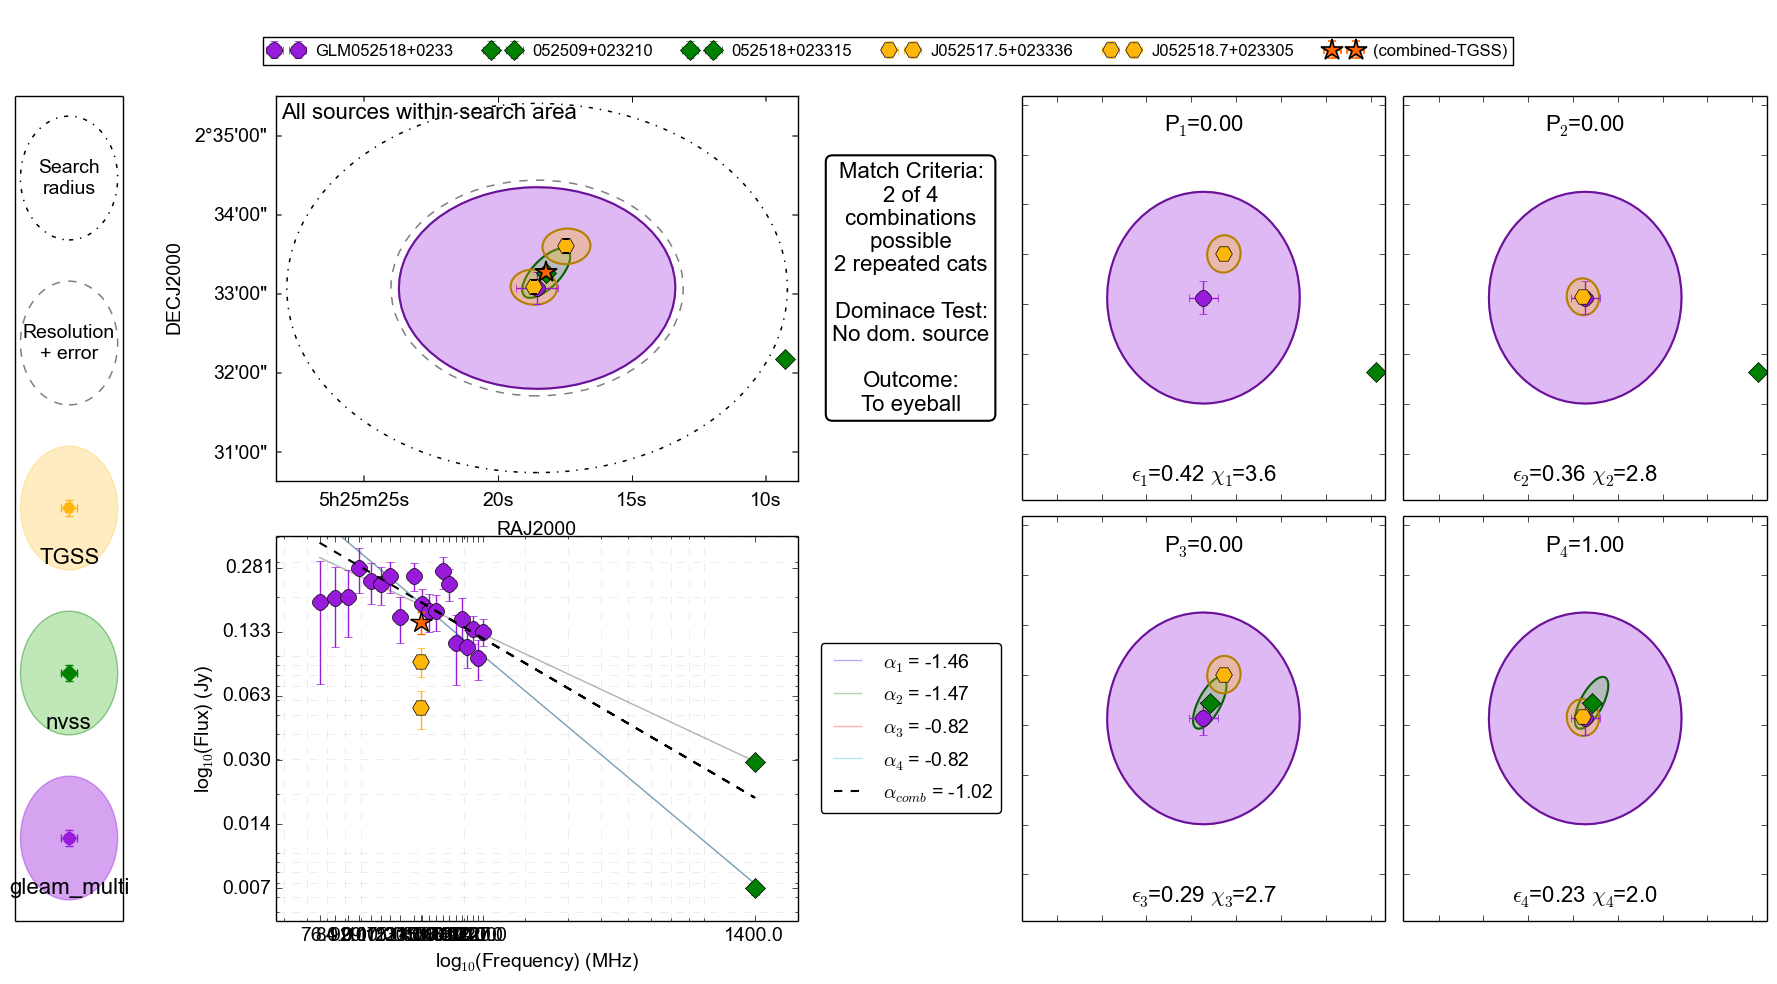 GLM052518+0233 052509+023210 052518+023315 J052517.5+023336 J052518.7+023305 (combined-TGSS)
Search
radius
Resolution
+ error
TGSS
nvss
gleam_multi
All sources within search area
2°35'00"
34'00"
33'00"
32'00"
31'00"
DECJ2000
5h25m25s 20s 15s 10s
RAJ2000
Match Criteria:
2 of 4
combinations
possible
2 repeated cats
Dominace Test:
No dom. source
Outcome:
To eyeball
P1=0.00
ϵ1=0.42 χ1=3.6
P2=0.00
ϵ2=0.36 χ2=2.8
P3=0.00
ϵ3=0.29 χ3=2.7
P4=1.00
ϵ4=0.23 χ4=2.0
0.281
0.133
0.063
0.030
0.014
0.007
log10(Flux) (Jy)
1400.0
log10(Frequency) (MHz)
α1 = -1.46
α2 = -1.47
α3 = -0.82
α4 = -0.82
αcomb = -1.02